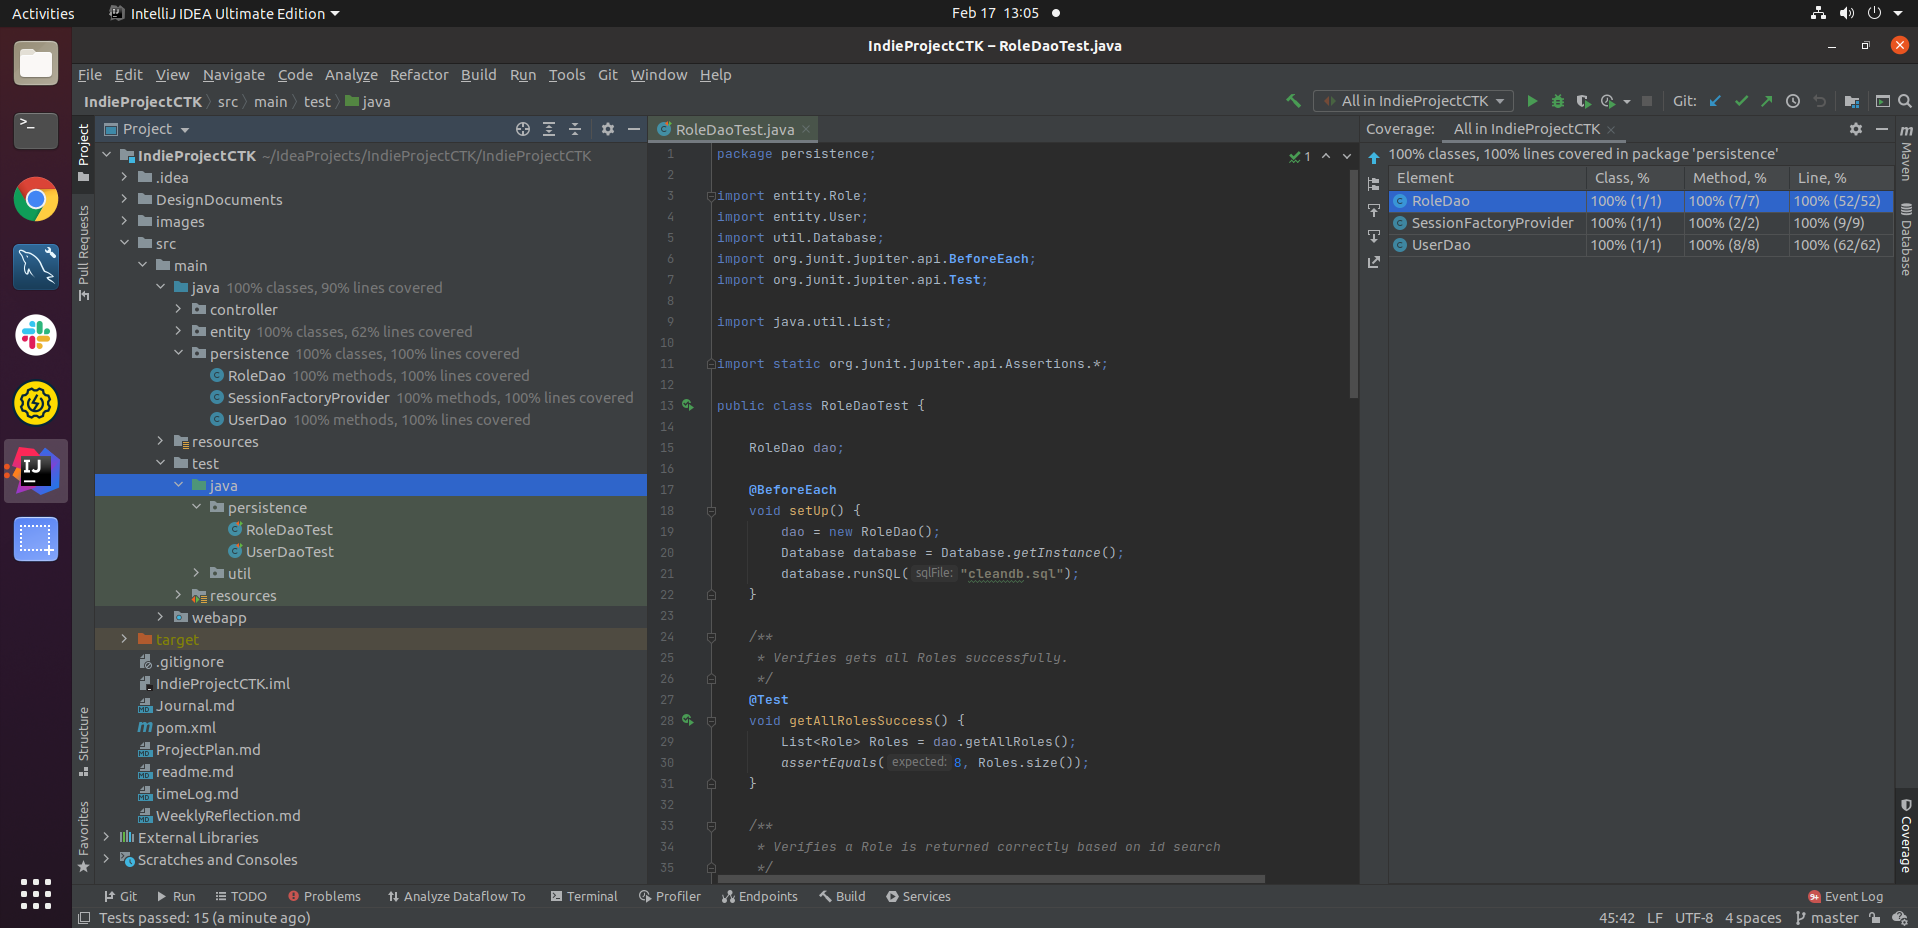 Activities
IntelliJ IDEA Ultimate Edition
Feb 17 13:05
IndieProjectCTK – RoleDaoTest.java
File Edit View Navigate Code Analyze Refactor Build Run Tools Git Window Help
IndieProjectCTK src main test java
All in IndieProjectCTK
Git:
Project
Pull Requests
Structure
Favorites
Project
IndieProjectCTK ~/IdeaProjects/IndieProjectCTK/IndieProjectCTK
.idea
DesignDocuments
images
src
main
java 100% classes, 90% lines covered
controller
entity 100% classes, 62% lines covered
persistence 100% classes, 100% lines covered
RoleDao 100% methods, 100% lines covered
SessionFactoryProvider 100% methods, 100% lines covered
UserDao 100% methods, 100% lines covered
resources
test
java
persistence
RoleDaoTest
UserDaoTest
util
resources
webapp
target
.gitignore
IndieProjectCTK.iml
Journal.md
pom.xml
ProjectPlan.md
readme.md
timeLog.md
WeeklyReflection.md
External Libraries
Scratches and Consoles
RoleDaoTest.java
1
1 package persistence;
2
3 import entity.Role;
4 import entity.User;
5 import util.Database;
6 import org.junit.jupiter.api.BeforeEach;
7 import org.junit.jupiter.api.Test;
8
9 import java.util.List;
10
11 import static org.junit.jupiter.api.Assertions.*;
12
13 public class RoleDaoTest {
14
15 RoleDao dao;
16
17 @BeforeEach
18 void setUp() {
19 dao = new RoleDao();
20 Database database = Database.getInstance();
21 database.runSQL( sqlFile: "cleandb.sql");
22 }
23
24 /**
25 * Verifies gets all Roles successfully.
26 */
27 @Test
28 void getAllRolesSuccess() {
29 List<Role> Roles = dao.getAllRoles();
30 assertEquals( expected: 8, Roles.size());
31 }
32
33 /**
34 * Verifies a Role is returned correctly based on id search
35 */
Coverage: All in IndieProjectCTK
100% classes, 100% lines covered in package 'persistence'
Element Class, % Method, % Line, %
RoleDao 100% (1/1) 100% (7/7) 100% (52/52)
SessionFactoryProvider 100% (1/1) 100% (2/2) 100% (9/9)
UserDao 100% (1/1) 100% (8/8) 100% (62/62)
m Maven
Database
Coverage
Git Run TODO Problems Analyze Dataflow To Terminal Profiler Endpoints Build Services
9+ Event Log
Tests passed: 15 (a minute ago)
45:42 LF UTF-8 4 spaces master